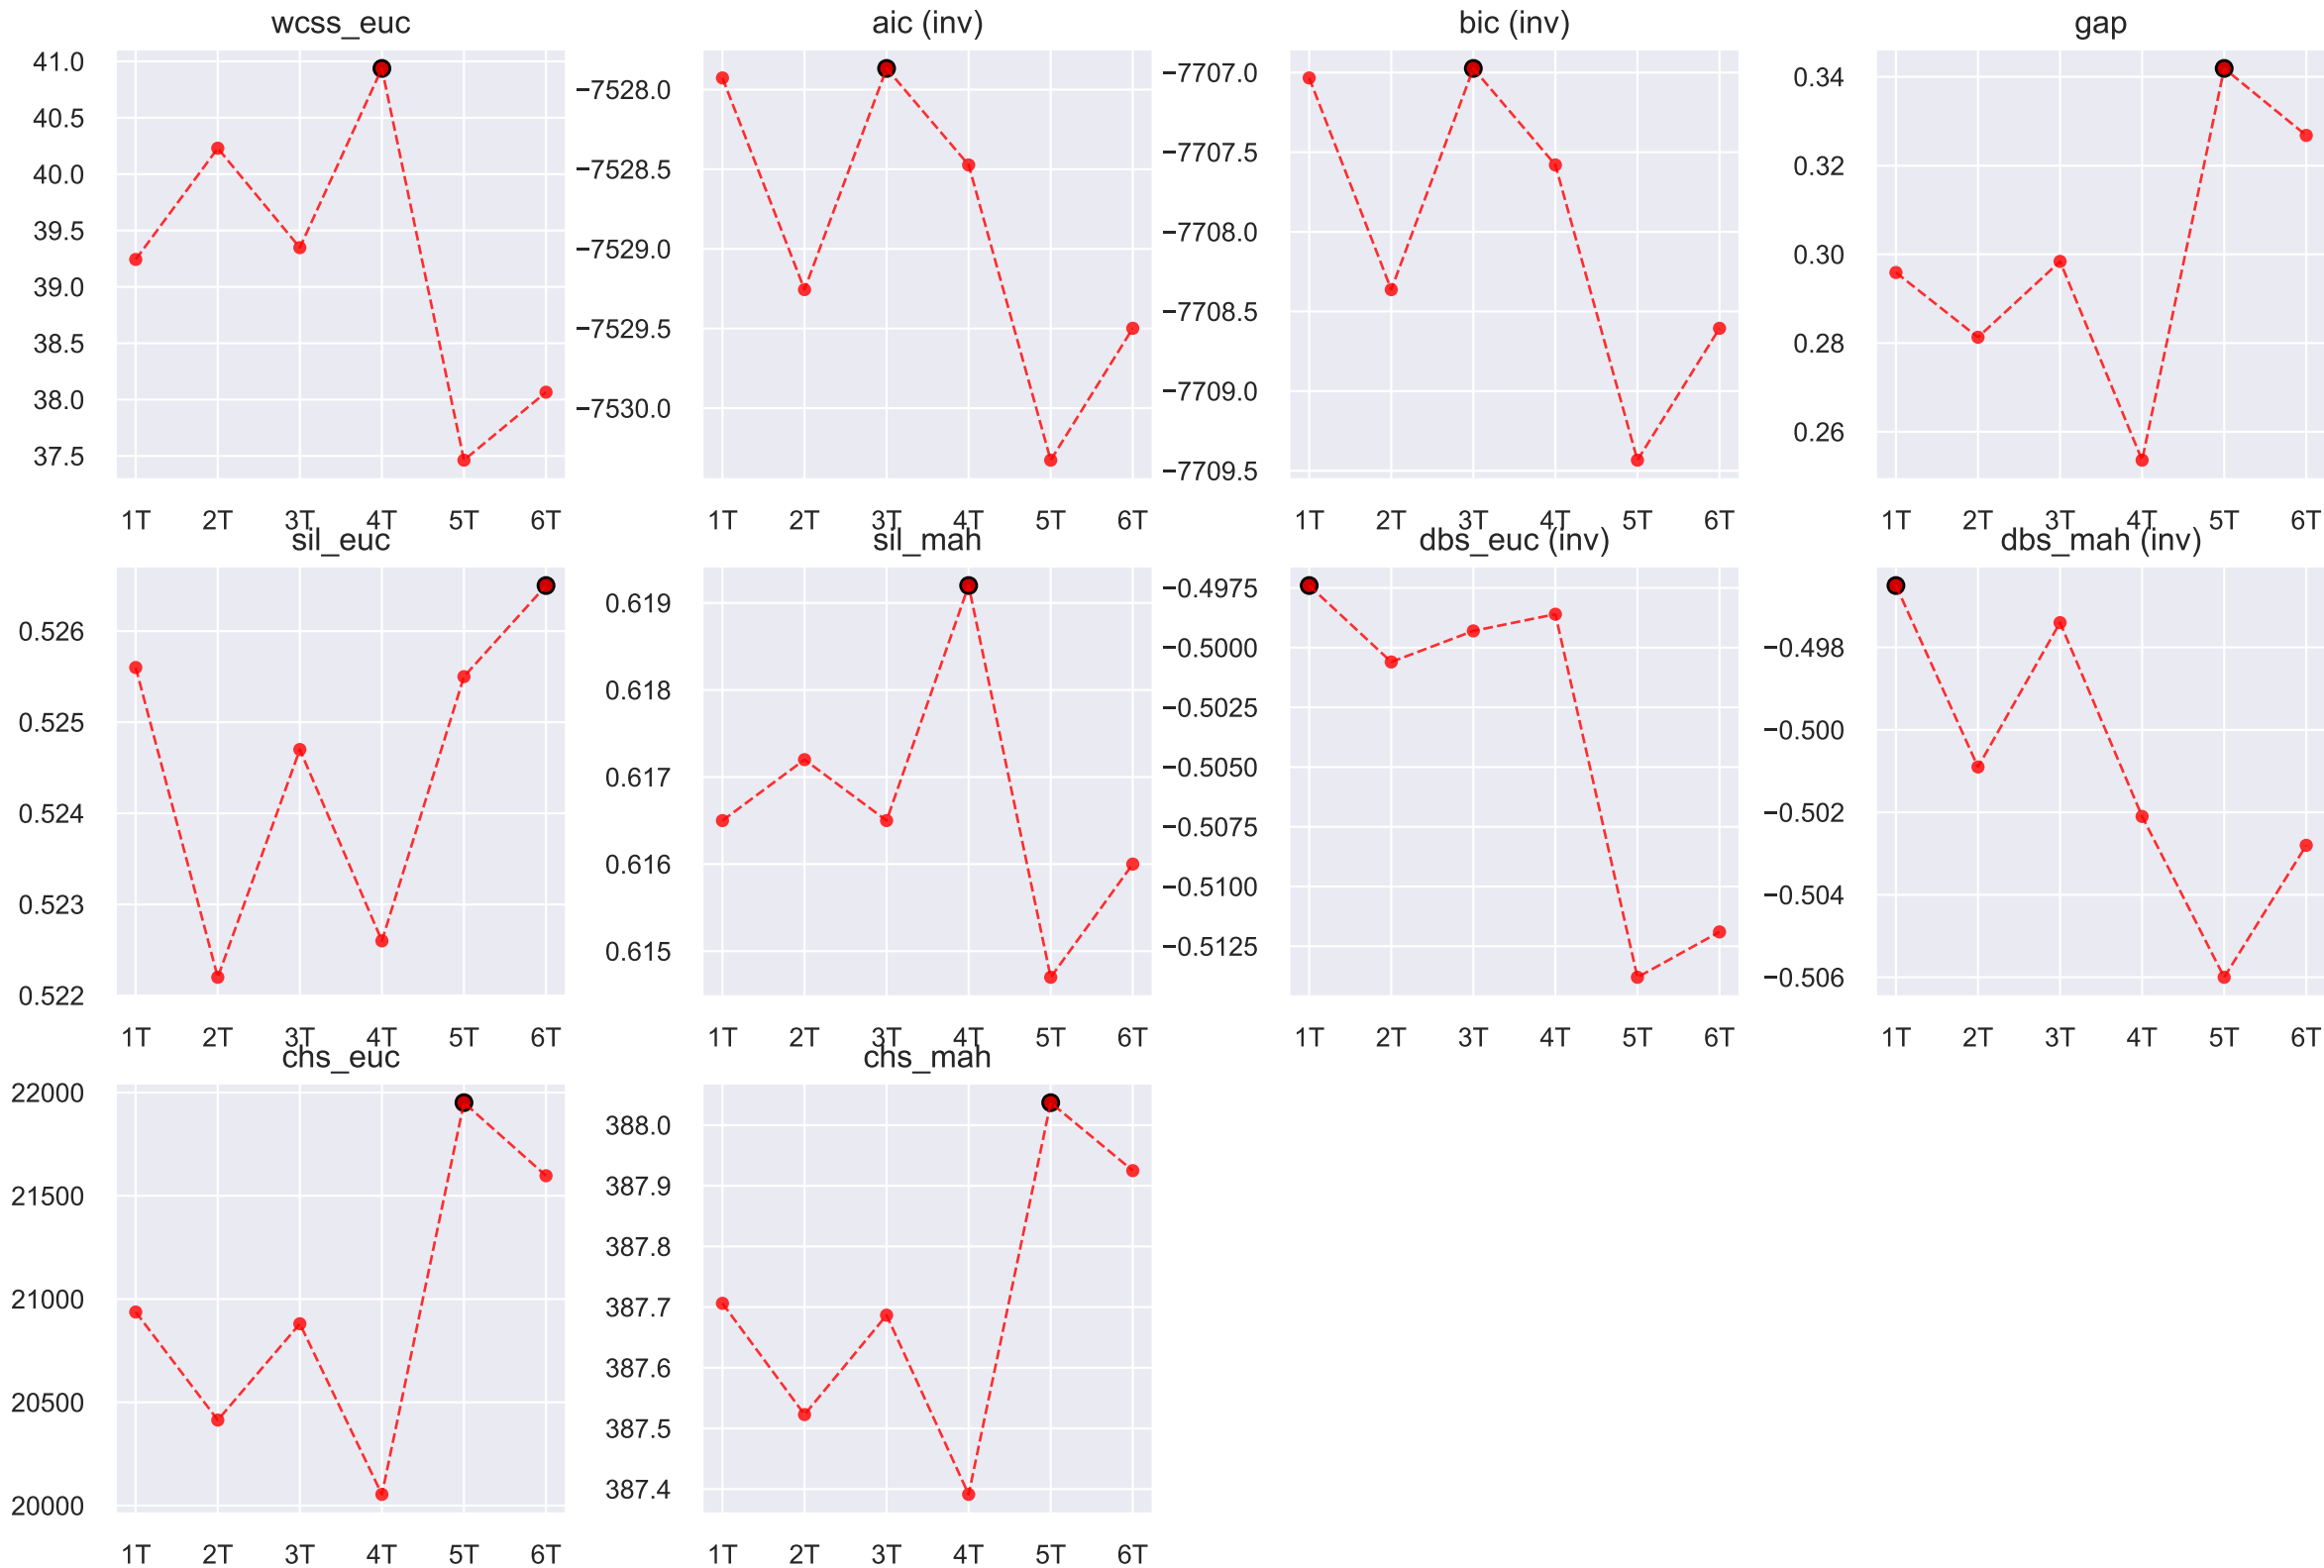 wcss_euc
41.0
40.5
40.0
39.5
39.0
38.5
38.0
37.5
1T 2T 3T 4T 5T 6T
aic (inv)
−7528.0
−7528.5
−7529.0
−7529.5
−7530.0
1T 2T 3T 4T 5T 6T
bic (inv)
−7707.0
−7707.5
−7708.0
−7708.5
−7709.0
−7709.5
1T 2T 3T 4T 5T 6T
gap
0.34
0.32
0.30
0.28
0.26
1T 2T 3T 4T 5T 6T
sil_euc
0.526
0.525
0.524
0.523
0.522
1T 2T 3T 4T 5T 6T
sil_mah
0.619
0.618
0.617
0.616
0.615
1T 2T 3T 4T 5T 6T
dbs_euc (inv)
−0.4975
−0.5000
−0.5025
−0.5050
−0.5075
−0.5100
−0.5125
1T 2T 3T 4T 5T 6T
dbs_mah (inv)
−0.498
−0.500
−0.502
−0.504
−0.506
1T 2T 3T 4T 5T 6T
chs_euc
22000
21500
21000
20500
20000
1T 2T 3T 4T 5T 6T
chs_mah
388.0
387.9
387.8
387.7
387.6
387.5
387.4
1T 2T 3T 4T 5T 6T